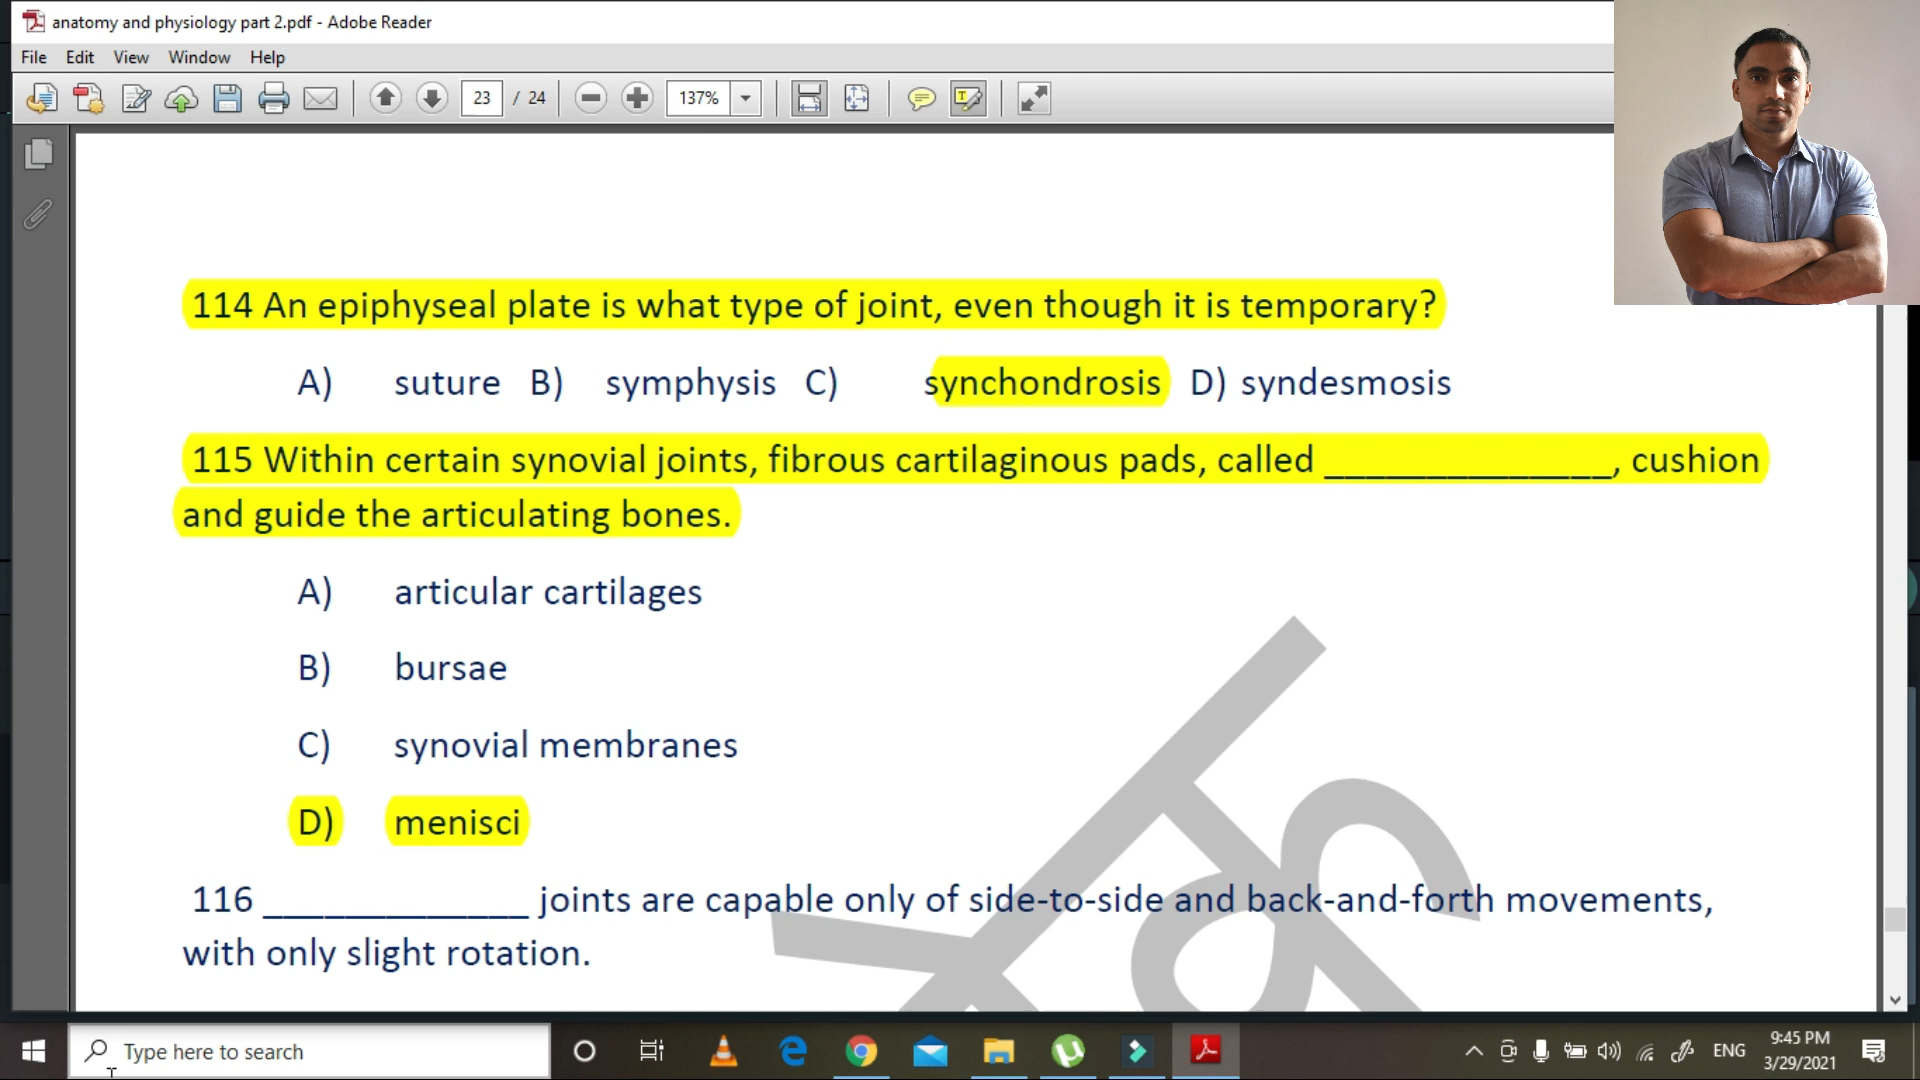 anatomy and physiology part 2.pdf - Adobe Reader
File Edit View Window Help
23 / 24 137%
114 An epiphyseal plate is what type of joint, even though it is temporary?
A) suture B) symphysis C) synchondrosis D) syndesmosis
115 Within certain synovial joints, fibrous cartilaginous pads, called ______________, cushion
and guide the articulating bones.
A) articular cartilages
B) bursae
C) synovial membranes
D) menisci
116 _____________ joints are capable only of side-to-side and back-and-forth movements,
with only slight rotation.
Type here to search
ENG
9:45 PM
3/29/2021